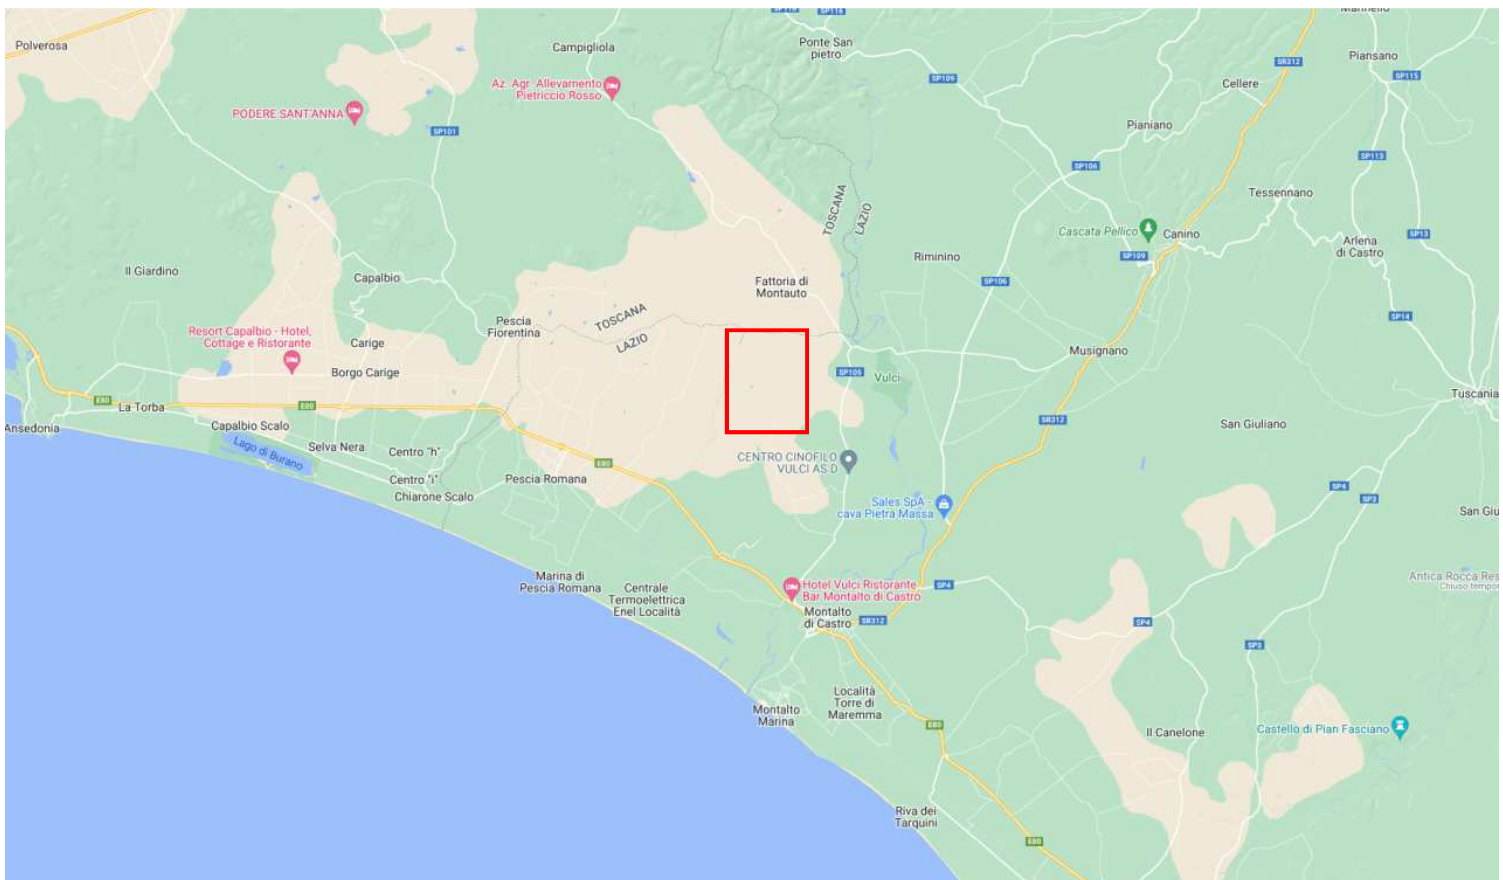 Polverosa
Campigliola
Ponte San
pietro
SP109
SR312
Piansano
SP115
Cellere
Az. Agr. Allevamento
Pietriccio Rosso
PODERE SANT'ANNA
SP101
Pianiano
SP106
SP113
Tessennano
TOSCANA
LAZIO
Cascata Pellico
Canino
SP109
Arlena
di Castro
SP13
Riminino
Il Giardino
Capalbio
Fattoria di
Montauto
SP106
Pescia
Fiorentina
TOSCANA
LAZIO
SP14
Resort Capalbio - Hotel,
Cottage e Ristorante
Carige
Borgo Carige
Musignano
SP105
Vulci
Tuscania
E80
La Torba
E80
Ansedonia
Capalbio Scalo
SR312
San Giuliano
Lago di Burano
Selva Nera
Centro "h"
CENTRO CINOFILO
VULCI AS D
E80
Centro "i"
Chiarone Scalo
Pescia Romana
SP4
SP3
Sales SpA -
cava Pietra Massa
San Giu
Marina di
Pescia Romana
Centrale
Termoelettrica
Enel Località
Hotel Vulci Ristorante
Bar Montalto di Castro
SP4
Antica Rocca Res
Chiuso tempor
Montalto
di Castro
SR312
SP4
SP3
Località
Torre di
Maremma
Montalto
Marina
E80
Il Canelone
Castello di Pian Fasciano
Riva dei
Tarquini
E80